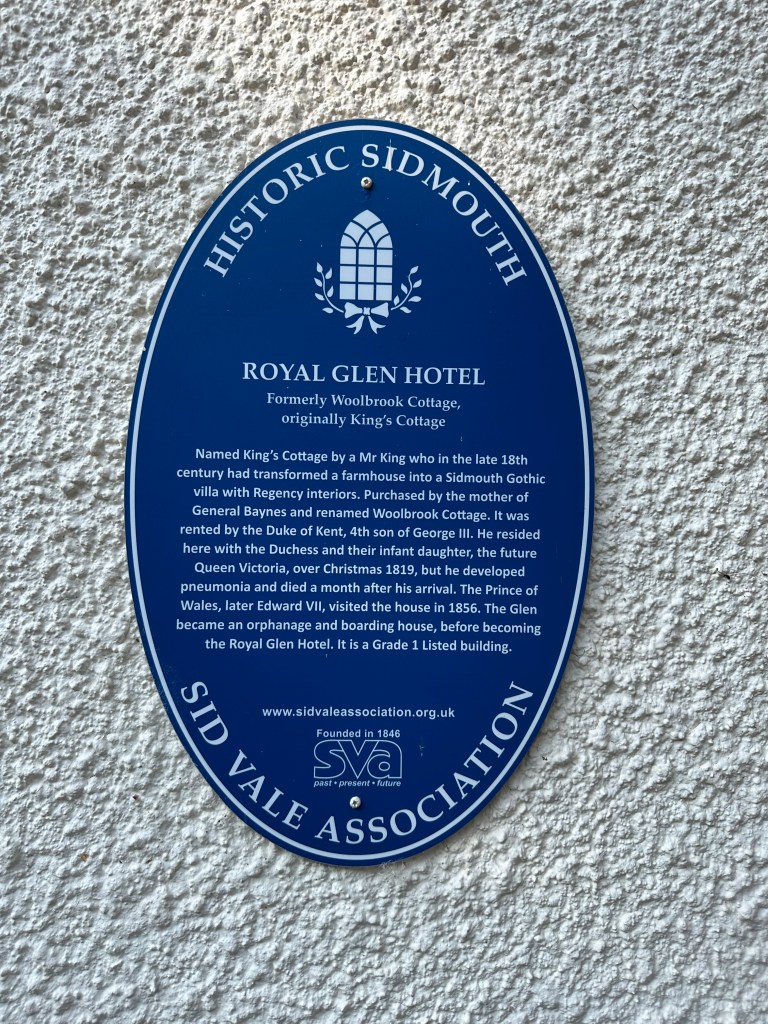 HISTORIC SIDMOUTH
ROYAL GLEN HOTEL
Formerly Woolbrook Cottage,
originally King's Cottage
Named King's Cottage by a Mr King who in the late 18th
century had transformed a farmhouse into a Sidmouth Gothic
villa with Regency interiors. Purchased by the mother of
General Baynes and renamed Woolbrook Cottage. It was
rented by the Duke of Kent, 4th son of George III. He resided
here with the Duchess and their infant daughter, the future
Queen Victoria, over Christmas 1819, but he developed
pneumonia and died a month after his arrival. The Prince of
Wales, later Edward VII, visited the house in 1856. The Glen
became an orphanage and boarding house, before becoming
the Royal Glen Hotel. It is a Grade 1 Listed building.
www.sidvaleassociation.org.uk
Founded in 1846
sva
past • present • future
SID VALE ASSOCIATION